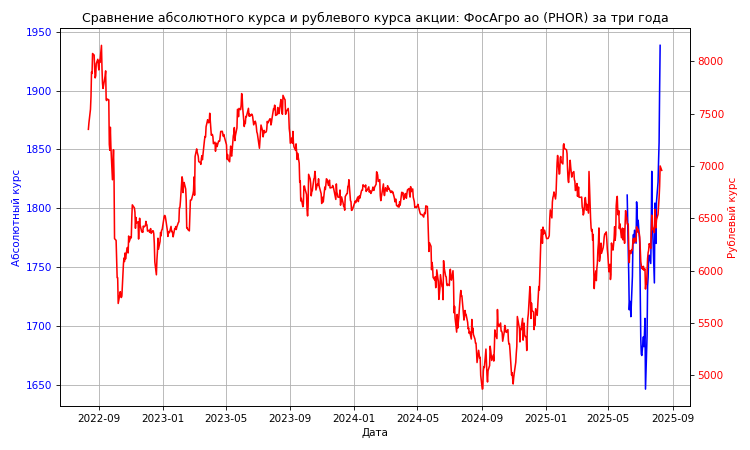 Сравнение абсолютного курса и рублевого курса акции: ФосАгро ао (PHOR) за три года
1950
1900
1850
1800
1750
1700
1650
Абсолютный курс
8000
7500
7000
6500
6000
5500
5000
Рублевый курс
2022-09 2023-01 2023-05 2023-09 2024-01 2024-05 2024-09 2025-01 2025-05 2025-09
Дата